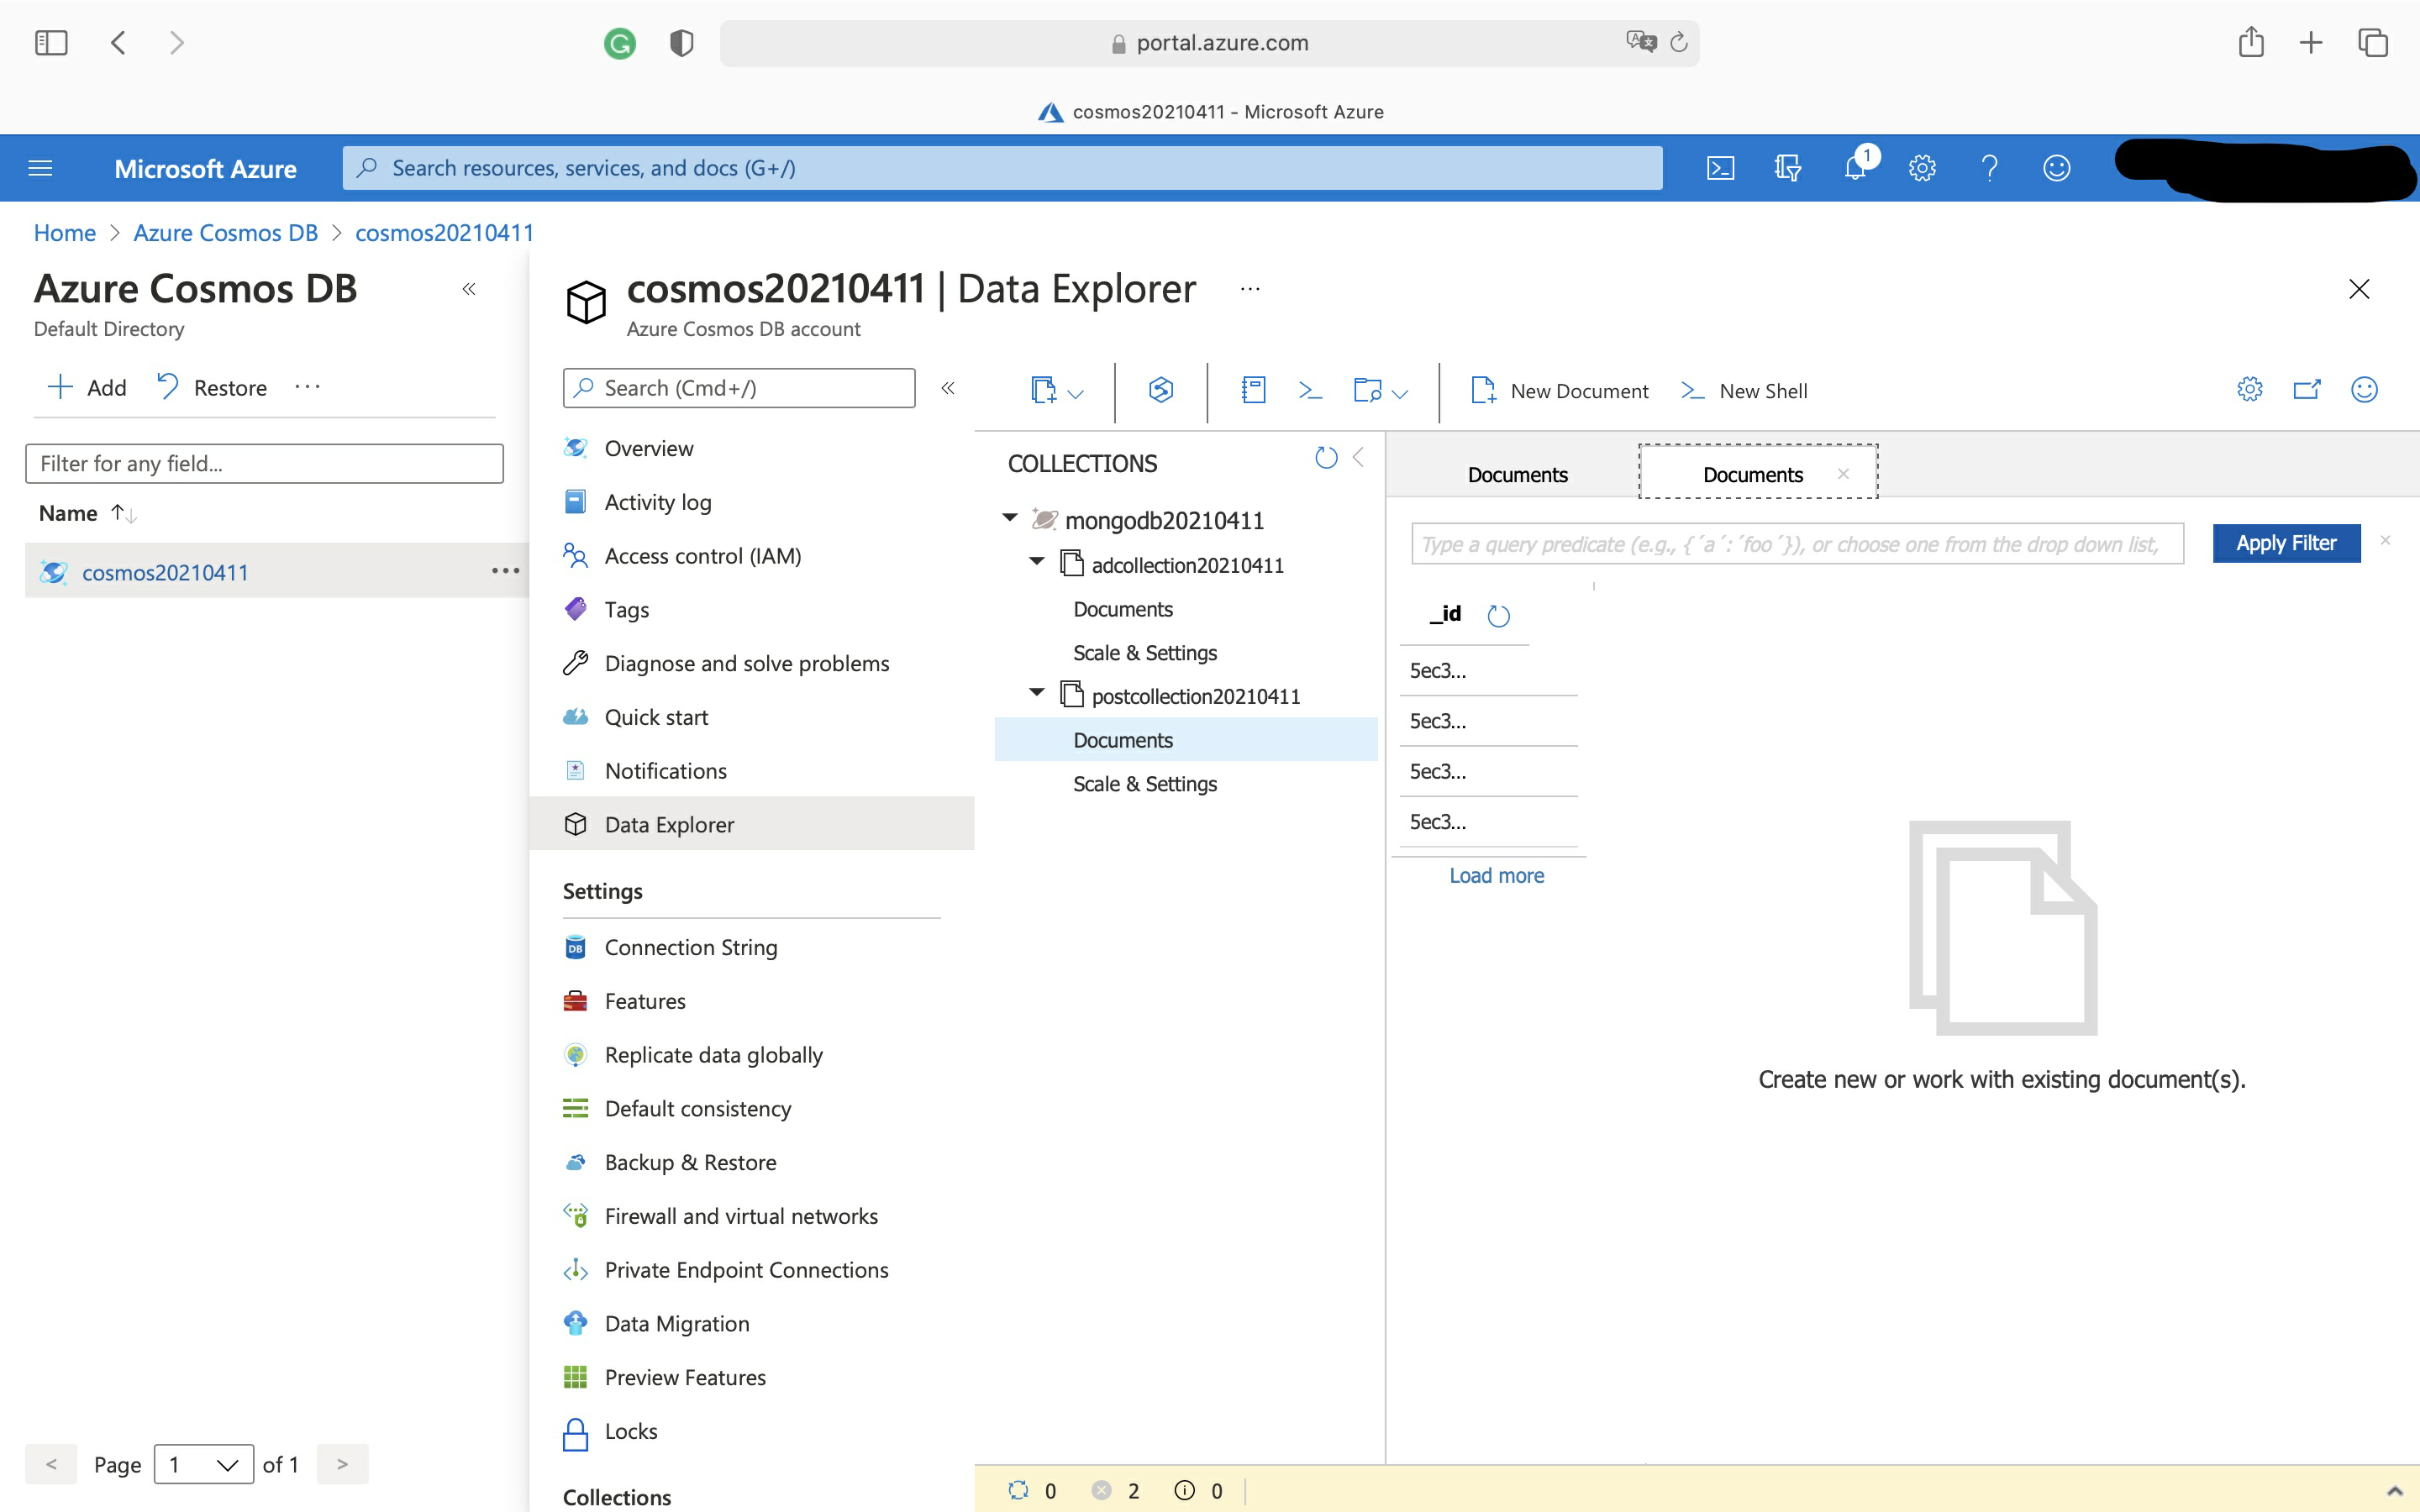 portal.azure.com
cosmos20210411 - Microsoft Azure
Microsoft Azure
Search resources, services, and docs (G+/)
1
Home > Azure Cosmos DB > cosmos20210411
Azure Cosmos DB
Default Directory
Add
Restore
Filter for any field...
Name
cosmos20210411
Page 1 of 1
cosmos20210411 | Data Explorer
Azure Cosmos DB account
Search (Cmd+/)
Overview
Activity log
Access control (IAM)
Tags
Diagnose and solve problems
Quick start
Notifications
Data Explorer
Settings
DB
Connection String
Features
Replicate data globally
Default consistency
Backup & Restore
Firewall and virtual networks
Private Endpoint Connections
Data Migration
Preview Features
Locks
Collections
New Document
New Shell
COLLECTIONS
mongodb20210411
adcollection20210411
Documents
Scale & Settings
postcollection20210411
Documents
Scale & Settings
Documents
Documents
Type a query predicate (e.g., {´a´:´foo´}), or choose one from the drop down list,
Apply Filter
_id
5ec3...
5ec3...
5ec3...
5ec3...
Load more
Create new or work with existing document(s).
0 2 0